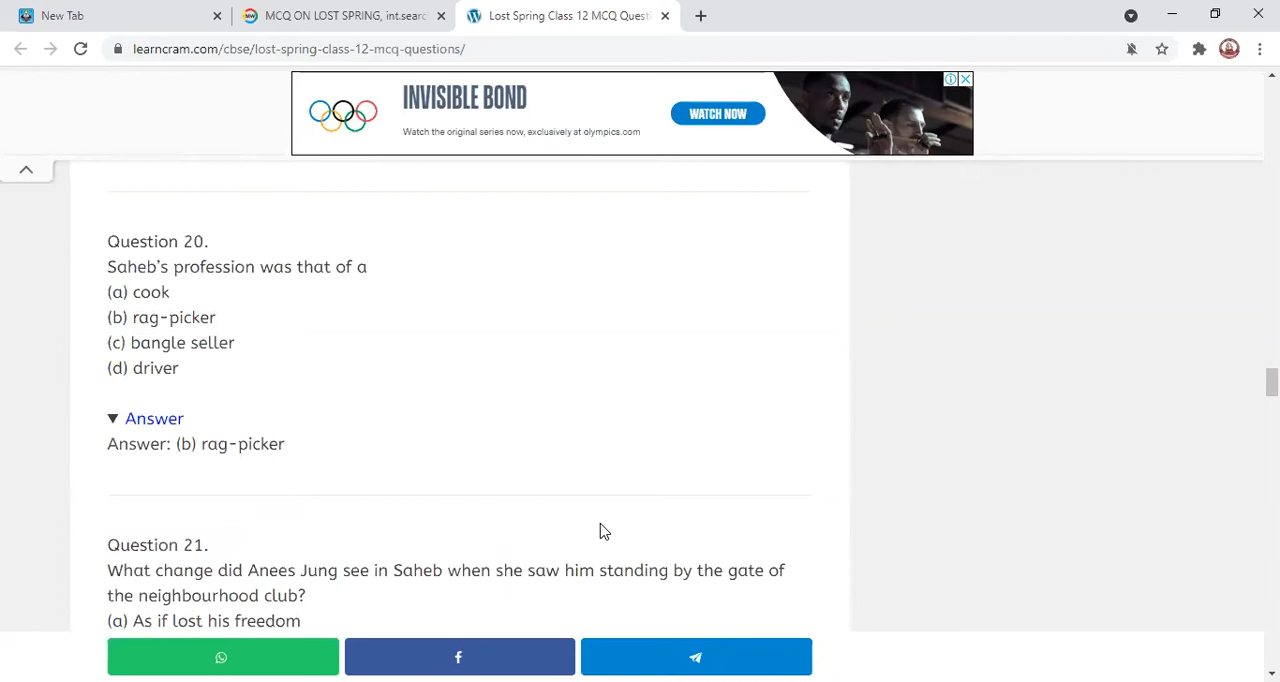 New Tab
MCQ ON LOST SPRING, int.searc
Lost Spring Class 12 MCQ Questi
learncram.com/cbse/lost-spring-class-12-mcq-questions/
INVISIBLE BOND
Watch the original series now, exclusively at olympics.com
WATCH NOW
Question 20.
Saheb's profession was that of a
(a) cook
(b) rag-picker
(c) bangle seller
(d) driver
Answer
Answer: (b) rag-picker
Question 21.
What change did Anees Jung see in Saheb when she saw him standing by the gate of
the neighbourhood club?
(a) As if lost his freedom